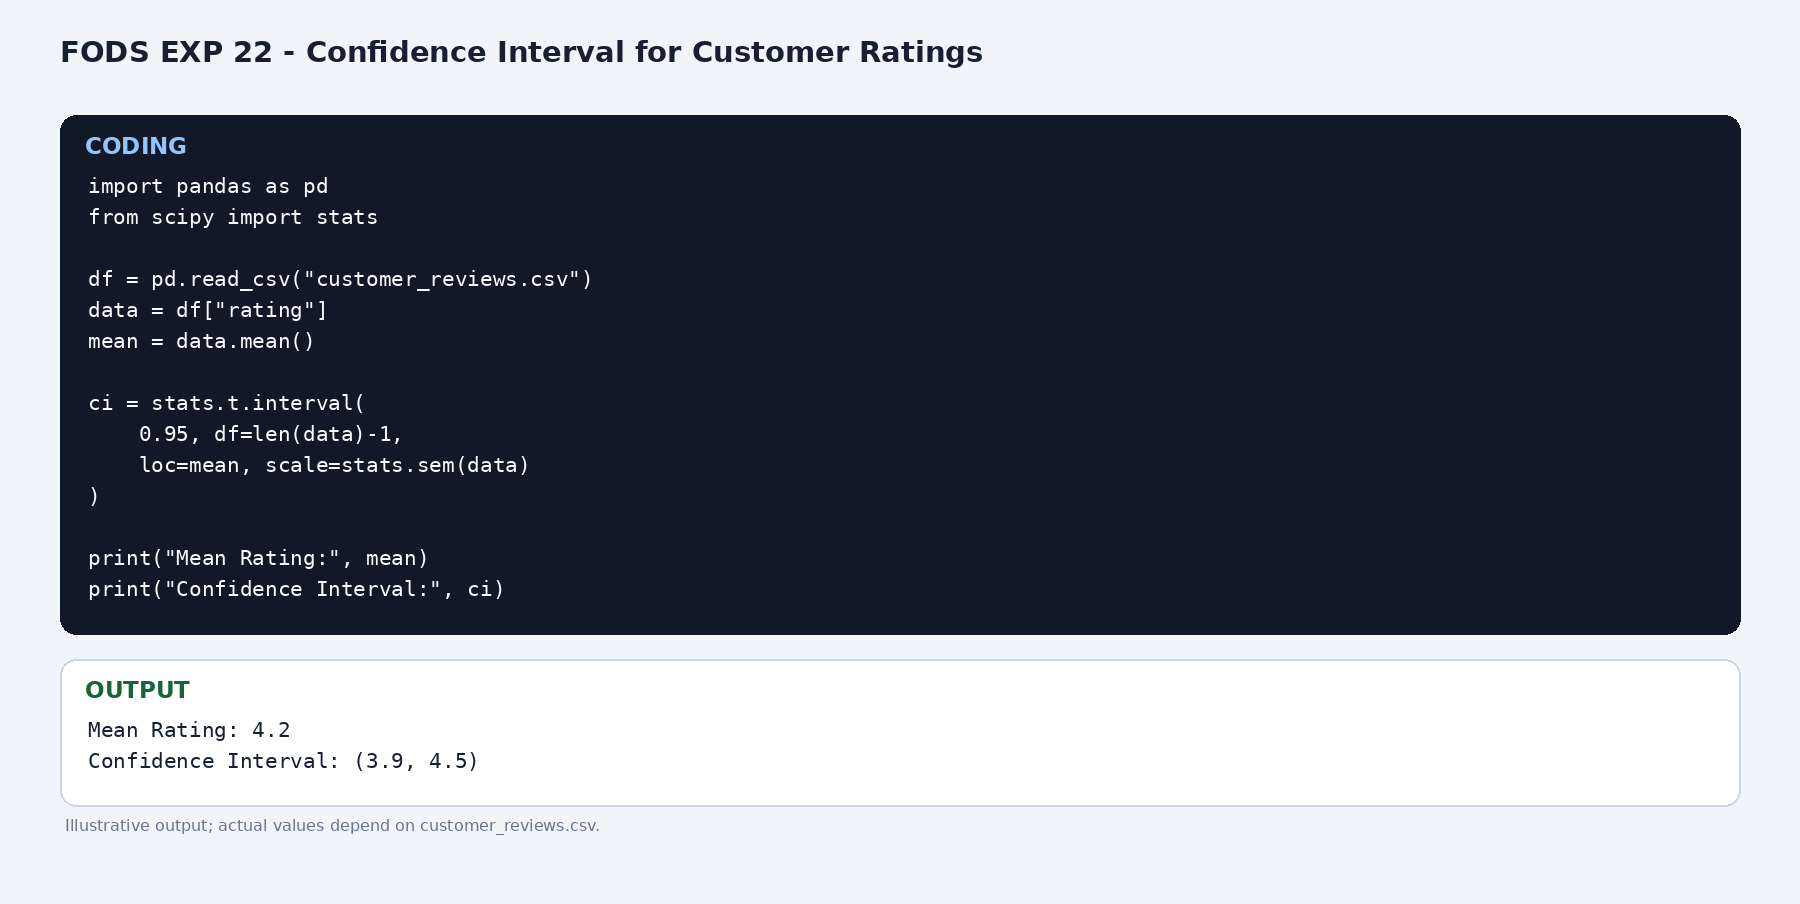 FODS EXP 22 - Confidence Interval for Customer Ratings
CODING
import pandas as pd
from scipy import stats
df = pd.read_csv("customer_reviews.csv")
data = df["rating"]
mean = data.mean()
ci = stats.t.interval(
    0.95, df=len(data)-1,
    loc=mean, scale=stats.sem(data)
)
print("Mean Rating:", mean)
print("Confidence Interval:", ci)
OUTPUT
Mean Rating: 4.2
Confidence Interval: (3.9, 4.5)
Illustrative output; actual values depend on customer_reviews.csv.